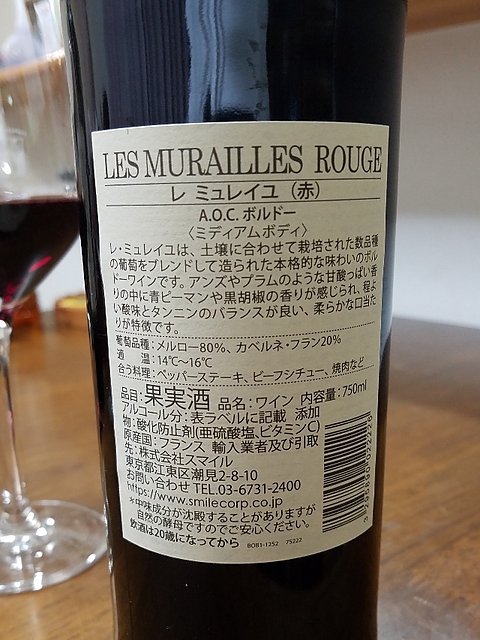 LES MURAILLES ROUGE
レ ミュレイユ（赤）
A.O.C. ボルドー
〈ミディアムボディ〉
レ・ミュレイユは、土壌に合わせて栽培された数品種
の葡萄をブレンドして造られた本格的な味わいのボル
ドーワインです。アンズやプラムのような甘酸っぱい香
りの中に青ピーマンや黒胡椒の香りが感じられ、程よ
い酸味とタンニンのバランスが良い、柔らかな口当た
りが特徴です。
葡萄品種：メルロー80%、カベルネ・フラン20%
適 温：14℃～16℃
合う料理：ペッパーステーキ、ビーフシチュー、焼肉など
品目：果実酒 品名：ワイン 内容量：750ml
アルコール分：表ラベルに記載 添加
物：酸化防止剤(亜硫酸塩、ビタミンC)
原産国：フランス 輸入業者及び引取
先：株式会社スマイル
東京都江東区潮見2-8-10
お問い合わせ TEL.03-6731-2400
https://www.smilecorp.co.jp
*中味成分が沈殿することがありますが
自然の酵母ですのでご安心ください。
飲酒は20歳になってから BOB1-1252 75222